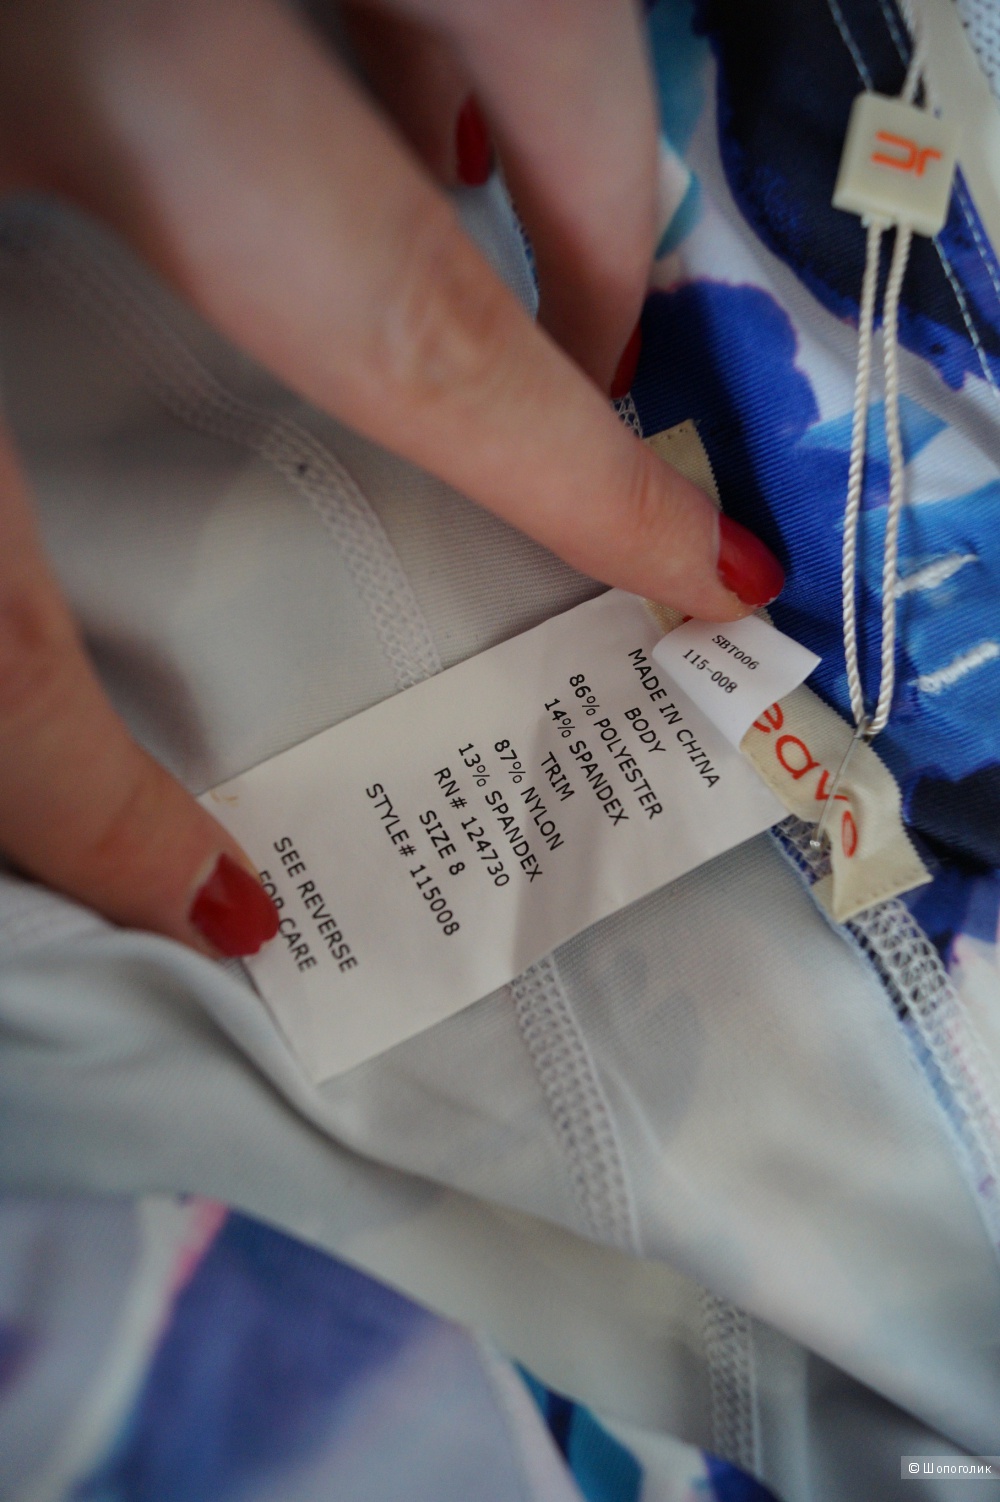 SBT006
115-008
MADE IN CHINA
BODY
86% POLYESTER
14% SPANDEX
TRIM
87% NYLON
13% SPANDEX
RN# 124730
SIZE 8
STYLE# 115008
SEE REVERSE
FOR CARE
© Шопоголик